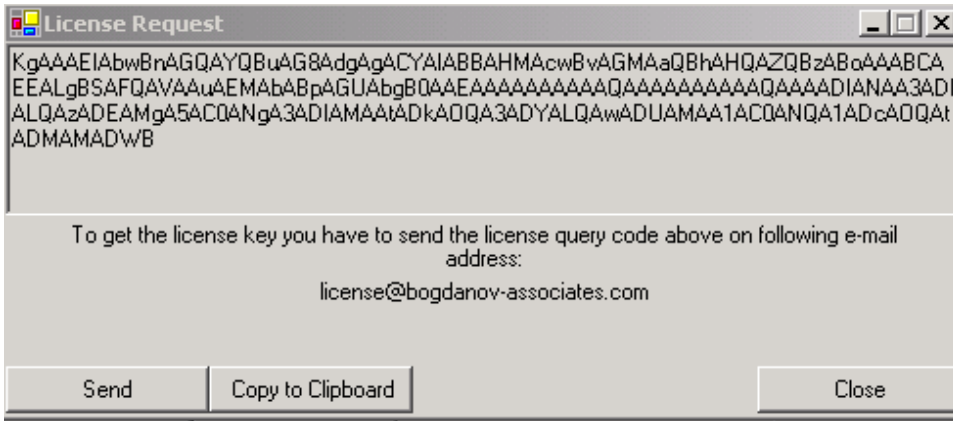 License Request
KgAAAEIAbwBnAGQAYQBuAG8AdgAgACYAIABBAHMAcwBvAGMAaQBhAHQAZQBzABoAAABCA
EEALgBSAFQAVAAuAEMAbABpAGUAbgB0AAEAAAAAAAAAAQAAAAAAAAAAQAAAADIANAA3ADI
ALQAzADEAMgA5AC0ANgA3ADIAMAAtADkAOQA3ADYALQAwADUAMAA1AC0ANQA1ADcAOQAt
ADMAMADWB
To get the license key you have to send the license query code above on following e-mail
address:
license@bogdanov-associates.com
Send
Copy to Clipboard
Close